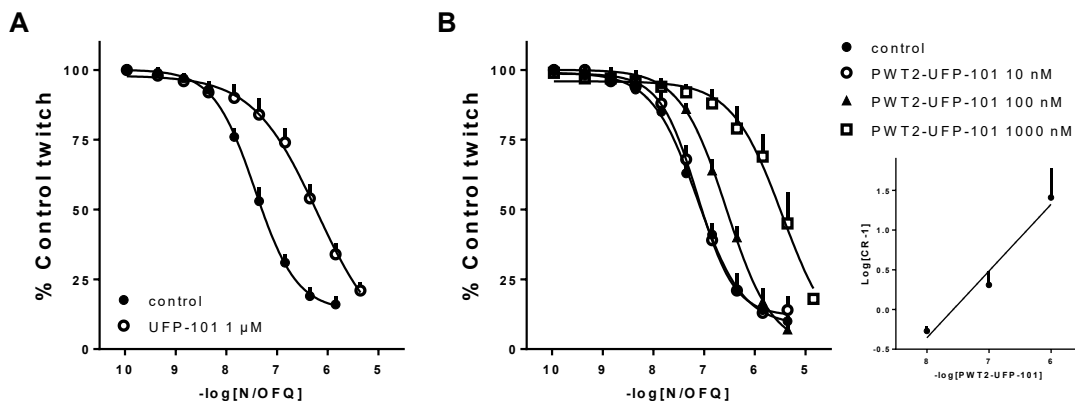 A
100
75
50
25
0
% Control twitch
control
UFP-101 1 µM
10 9 8 7 6 5
-log[N/OFQ]
B
100
75
50
25
0
% Control twitch
10 9 8 7 6 5
-log[N/OFQ]
control
PWT2-UFP-101 10 nM
PWT2-UFP-101 100 nM
PWT2-UFP-101 1000 nM
1.5
1.0
0.5
0.0
-0.5
Log[CR-1]
8 7 6
-log[PWT2-UFP-101]